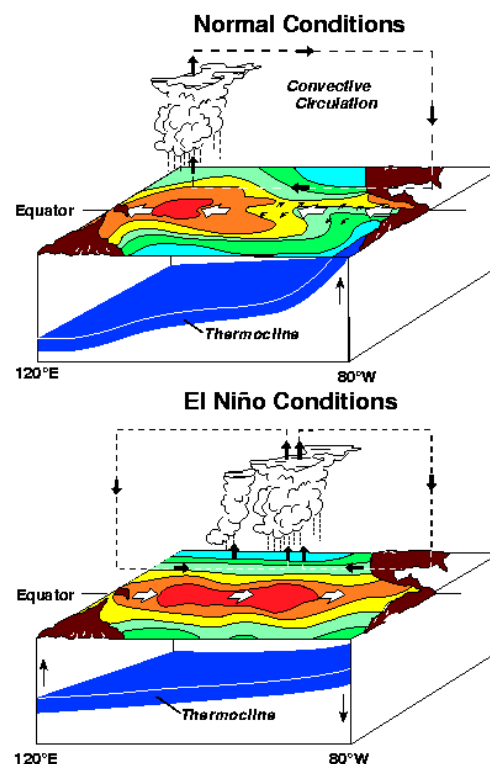 Normal Conditions
Convective
Circulation
Equator
Thermocline
120°E
80°W
El Niño Conditions
Equator
Thermocline
120°E
80°W